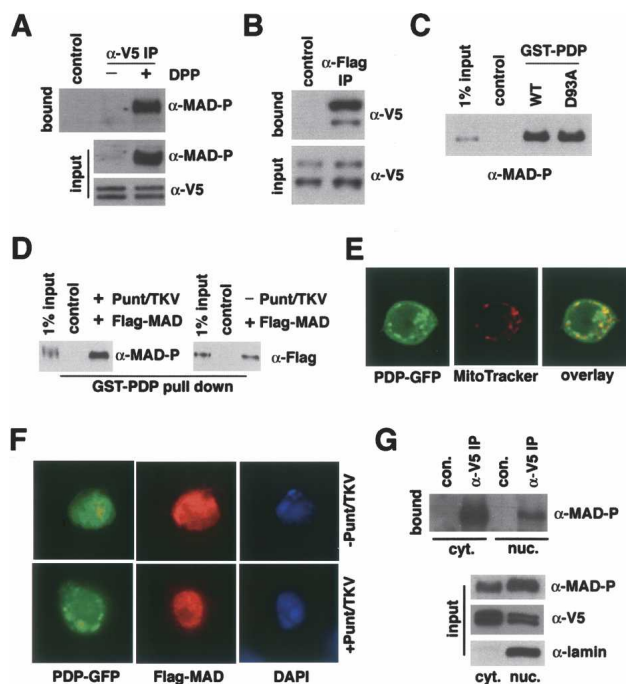 A
control
α-V5 IP
– + DPP
bound
α-MAD-P
input
α-MAD-P
α-V5
B
control
α-Flag
IP
bound
α-V5
input
α-V5
C
1% input
control
GST-PDP
WT
D93A
α-MAD-P
D
1% input
control
+ Punt/TKV
+ Flag-MAD
α-MAD-P
1% input
control
– Punt/TKV
+ Flag-MAD
α-Flag
GST-PDP pull down
E
PDP-GFP
MitoTracker
overlay
F
-Punt/TKV
+Punt/TKV
PDP-GFP
Flag-MAD
DAPI
G
con.
α-V5 IP
con.
α-V5 IP
bound
α-MAD-P
cyt.
nuc.
input
α-MAD-P
α-V5
α-lamin
cyt. nuc.